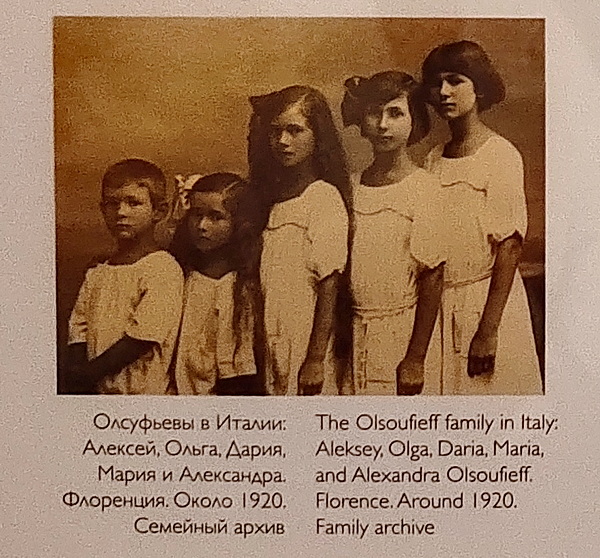 Олсуфьевы в Италии:
Алексей, Ольга, Дария,
Мария и Александра.
Флоренция. Около 1920.
Семейный архив
The Olsoufieff family in Italy:
Aleksey, Olga, Daria, Maria,
and Alexandra Olsoufieff.
Florence. Around 1920.
Family archive